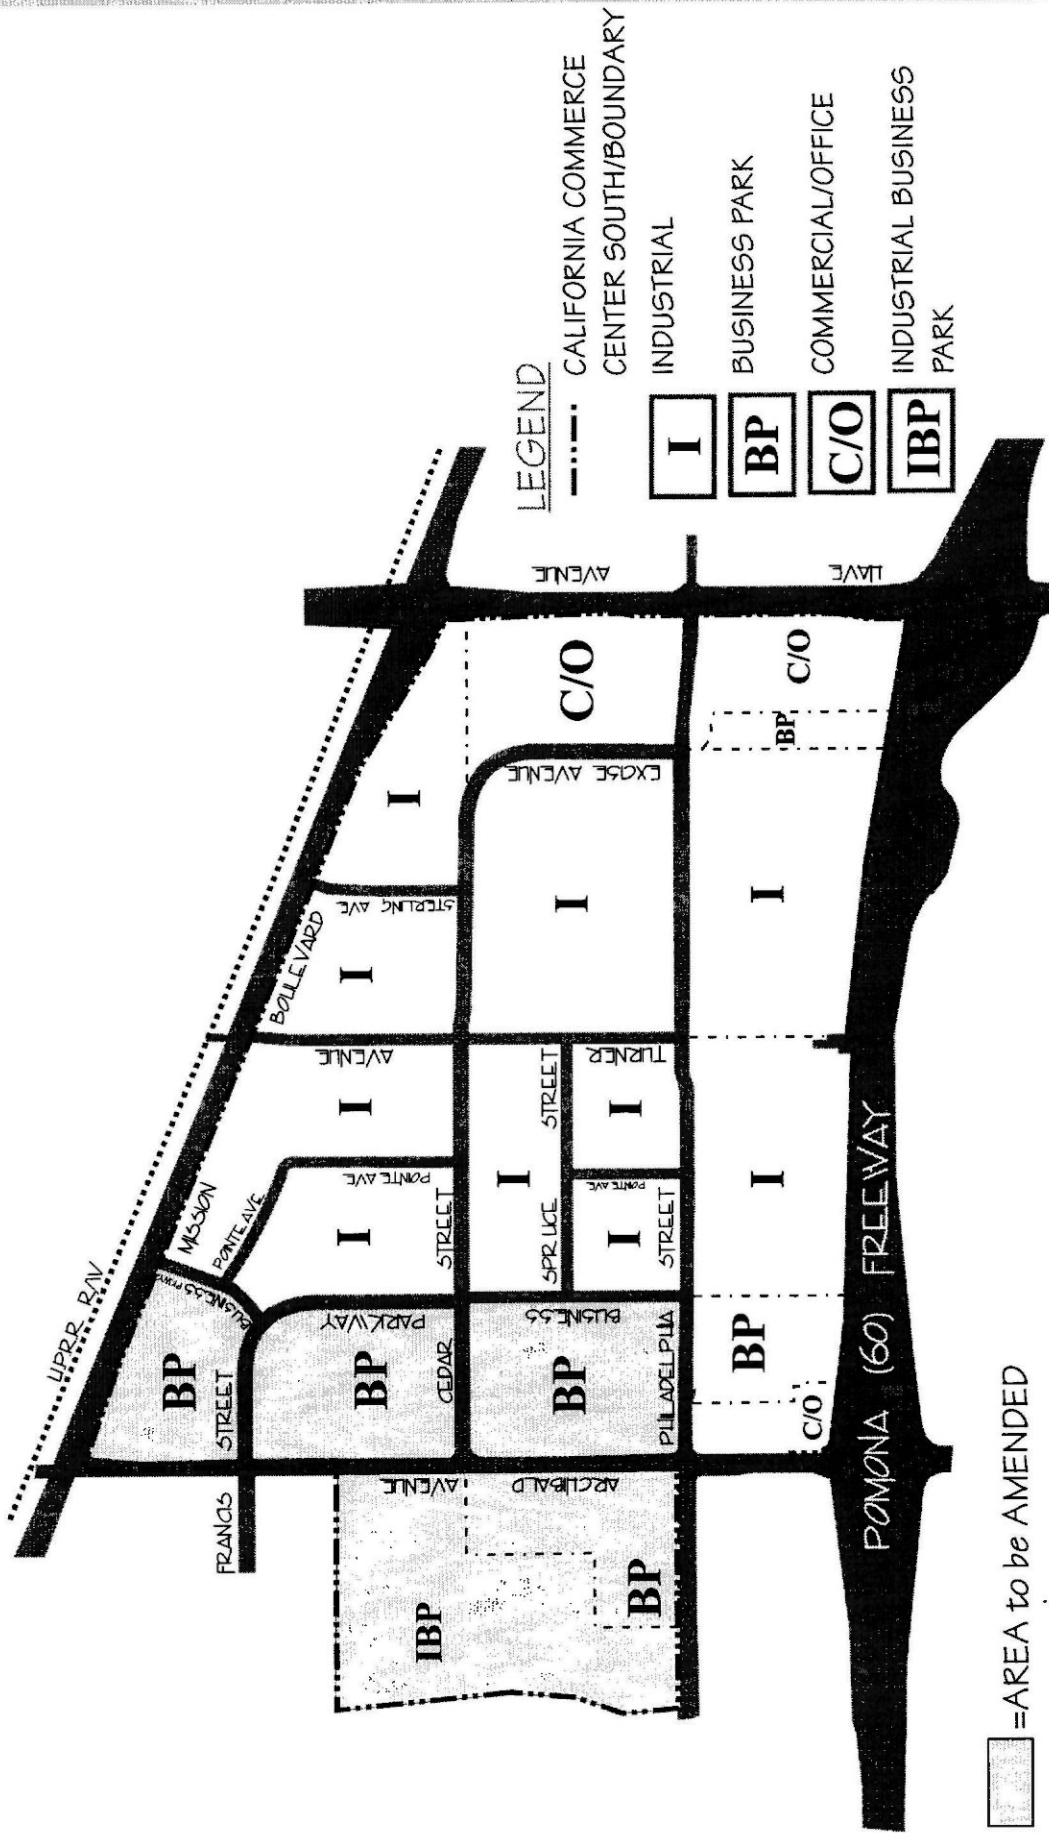 UPRR R/W
MISSION
BOULEVARD
BUSINESS PKWY
PONTE AVE
FRANCIS
STREET
BP
BP
PARKWAY
I
PONTE AVE
I
AVENUE
I
STERLING AVE
I
CEDAR
STREET
IBP
AVENUE
ARCHIBALD
BP
BP
BUSINESS
I
SPRUCE
STREET
I
PONTE AVE
I
TURNER
I
EXCISE AVENUE
C/O
AVENUE
PHILADELPHIA
STREET
C/O
BP
I
I
BP
C/O
HAVE
POMONA (60) FREEWAY
LEGEND
CALIFORNIA COMMERCE
CENTER SOUTH/BOUNDARY
I
INDUSTRIAL
BP
BUSINESS PARK
C/O
COMMERCIAL/OFFICE
IBP
INDUSTRIAL BUSINESS
PARK
=AREA to be AMENDED